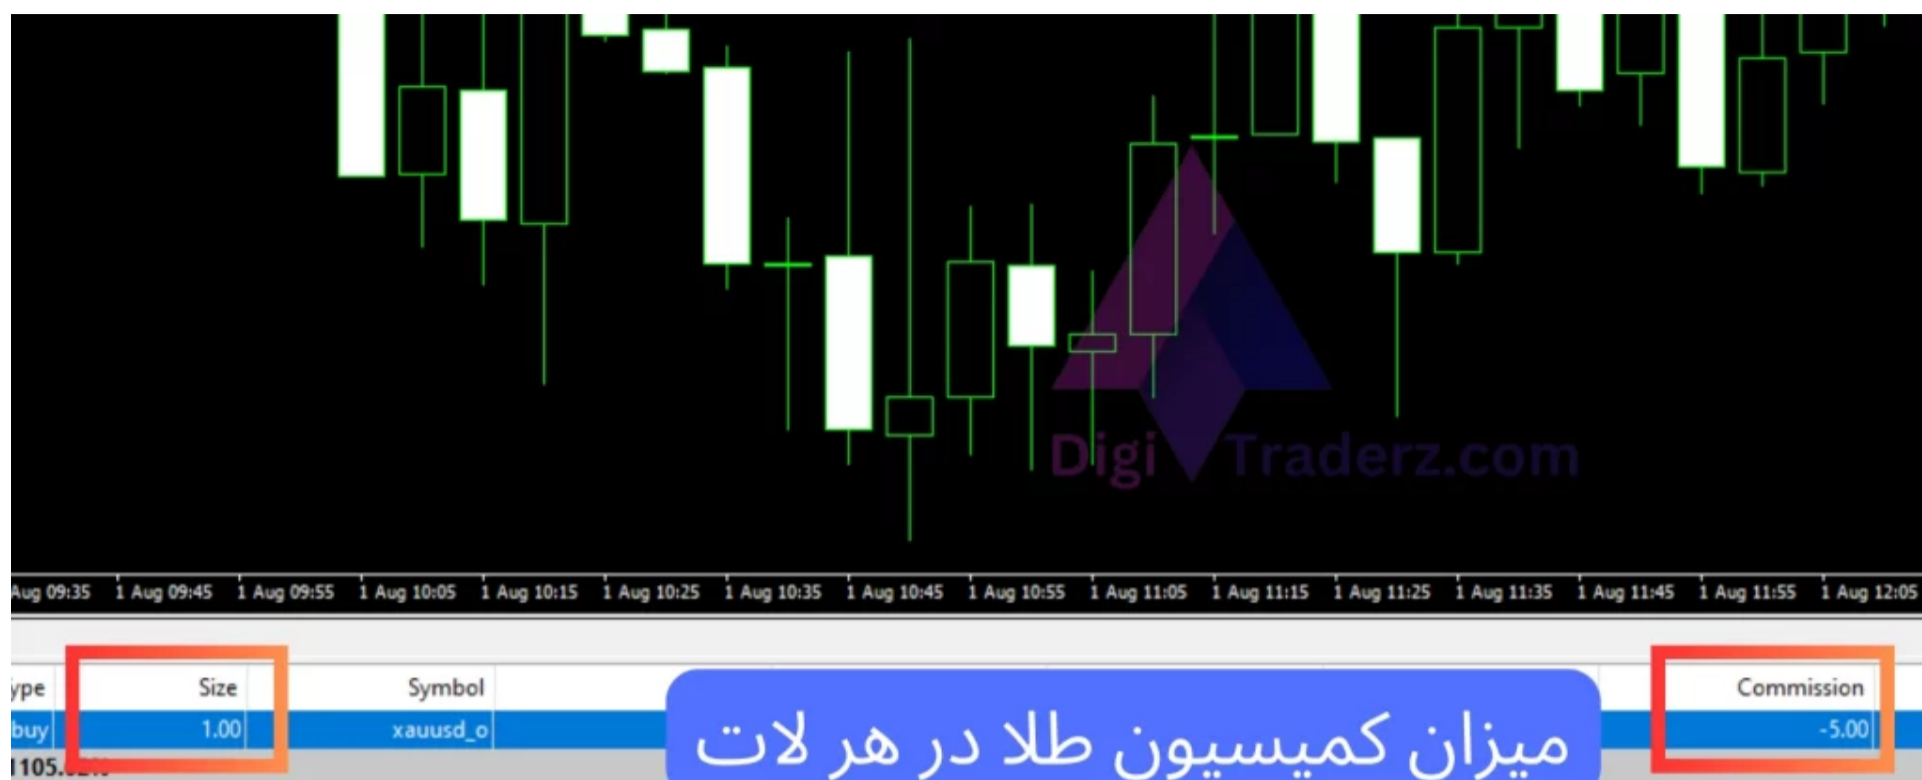 Digi Traderz.com
Aug 09:35 1 Aug 09:45 1 Aug 09:55 1 Aug 10:05 1 Aug 10:15 1 Aug 10:25 1 Aug 10:35 1 Aug 10:45 1 Aug 10:55 1 Aug 11:05 1 Aug 11:15 1 Aug 11:25 1 Aug 11:35 1 Aug 11:45 1 Aug 11:55 1 Aug 12:05
ype Size Symbol Commission
buy 1.00 xauusd_o -5.00
میزان کمیسیون طلا در هر لات